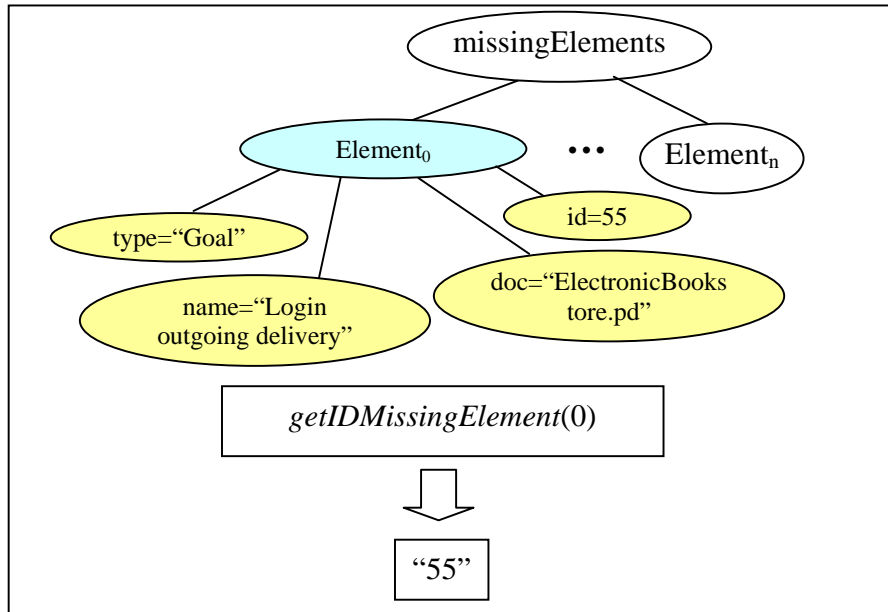 missingElements
Element₀
...
Elementₙ
type=“Goal”
id=55
name=“Login
outgoing delivery”
doc=“ElectronicBooks
tore.pd”
getIDMissingElement(0)
“55”